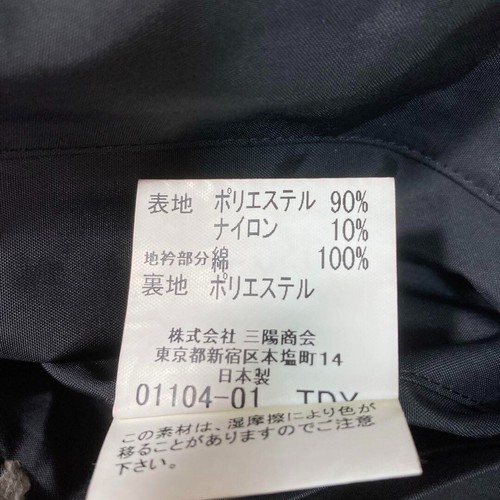 表地 ポリエステル 90%
ナイロン 10%
地衿部分 綿 100%
裏地 ポリエステル
株式会社 三陽商会
東京都新宿区本塩町14
日本製
01104-01
この素材は、湿摩擦により色が
移ることがありますのでご注意
下さい。